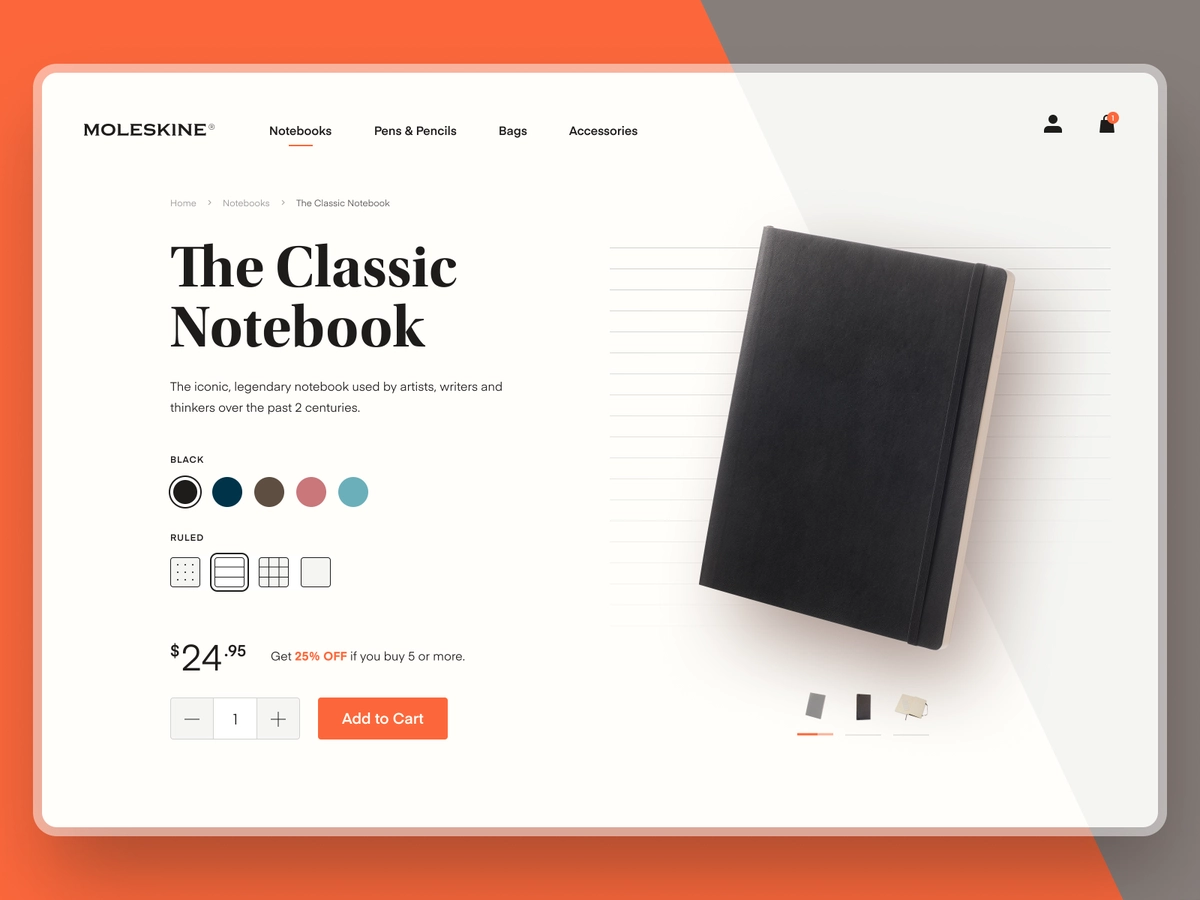 MOLESKINE®
Notebooks
Pens & Pencils
Bags
Accessories
1
Home > Notebooks > The Classic Notebook
The Classic
Notebook
The iconic, legendary notebook used by artists, writers and
thinkers over the past 2 centuries.
BLACK
RULED
$24.95
Get 25% OFF if you buy 5 or more.
1
Add to Cart